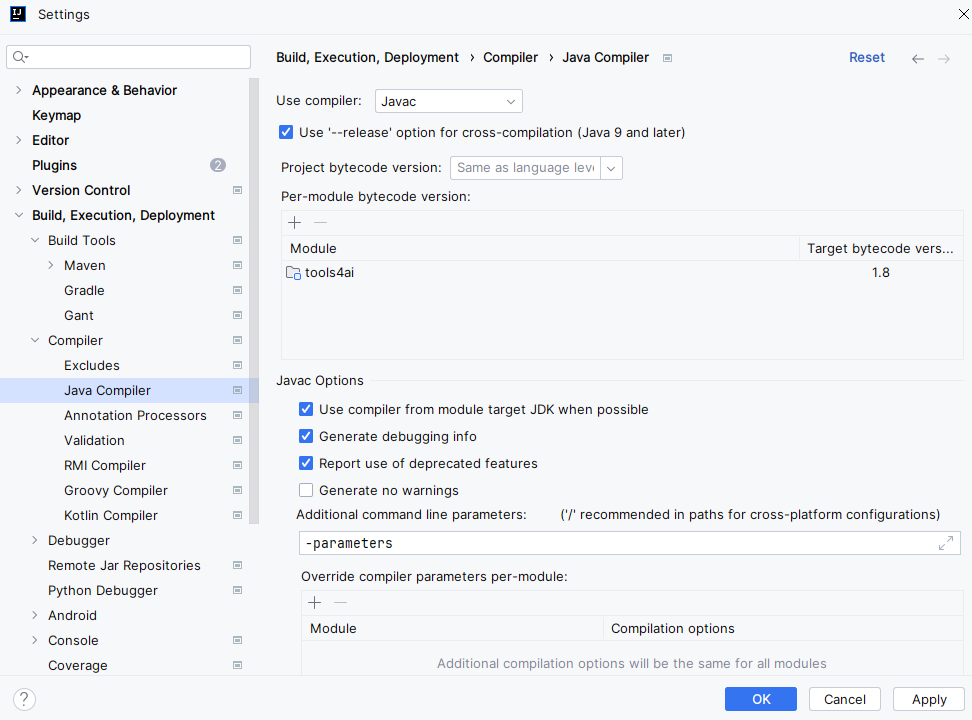 Settings
Build, Execution, Deployment › Compiler › Java Compiler
Reset
Appearance & Behavior
Keymap
Editor
Plugins 2
Version Control
Build, Execution, Deployment
Build Tools
Maven
Gradle
Gant
Compiler
Excludes
Java Compiler
Annotation Processors
Validation
RMI Compiler
Groovy Compiler
Kotlin Compiler
Debugger
Remote Jar Repositories
Python Debugger
Android
Console
Coverage
Use compiler: Javac
Use '--release' option for cross-compilation (Java 9 and later)
Project bytecode version: Same as language leve
Per-module bytecode version:
Module Target bytecode vers...
tools4ai 1.8
Javac Options
Use compiler from module target JDK when possible
Generate debugging info
Report use of deprecated features
Generate no warnings
Additional command line parameters: ('/' recommended in paths for cross-platform configurations)
-parameters
Override compiler parameters per-module:
Module Compilation options
Additional compilation options will be the same for all modules
? OK Cancel Apply